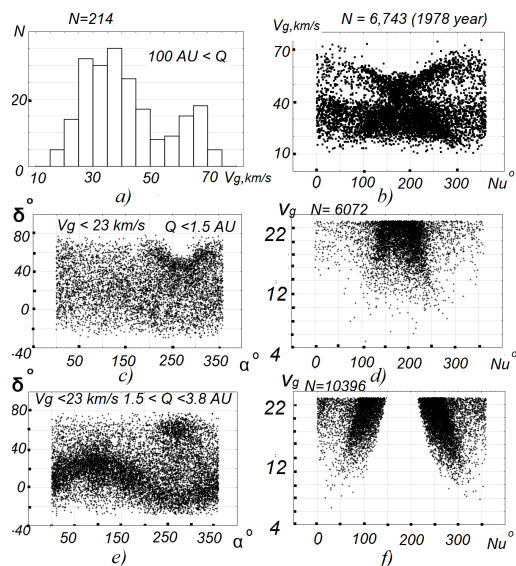 N=214
N
100 AU < Q
20
0
10 30 50 70 Vg,km/s
a)
Vg,km/s
N = 6,743 (1978 year)
70
40
10
0 100 200 300 Nu°
b)
δ°
Vg < 23 km/s Q <1.5 AU
80
40
0
-40
50 150 250 350 α°
c)
Vg N= 6072
22
12
4
0 100 200 300 Nu°
d)
δ°
Vg <23 km/s 1.5 < Q <3.8 AU
80
40
0
-40
50 150 250 350 α°
e)
Vg N=10396
22
12
4
0 100 200 300 Nu°
f)